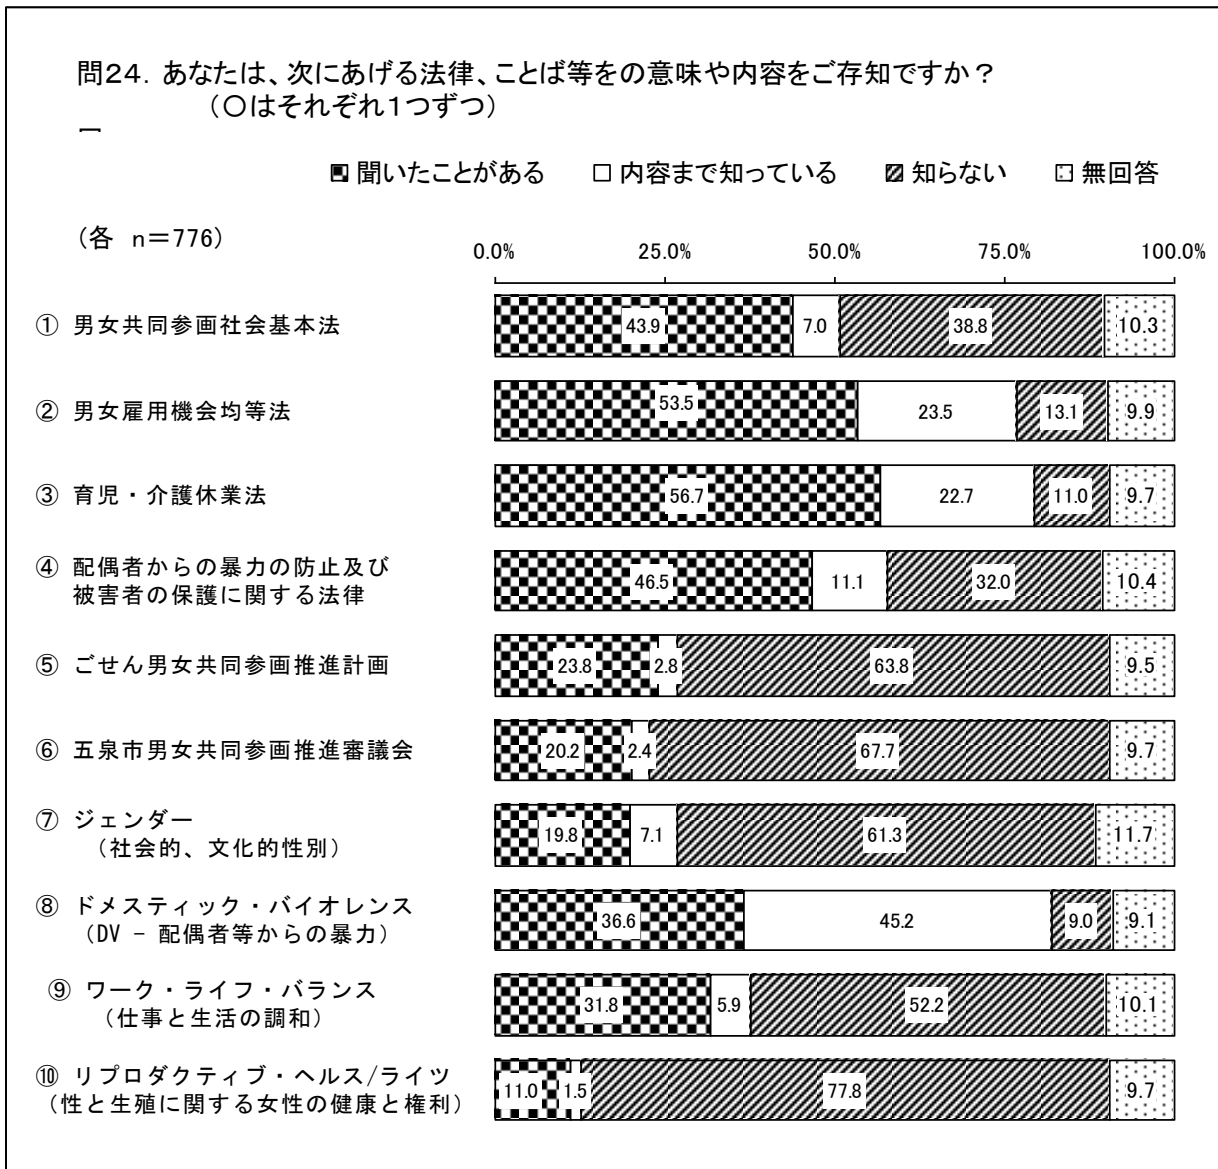 問24. あなたは、次にあげる法律、ことば等をの意味や内容をご存知ですか？
（○はそれぞれ１つずつ）
聞いたことがある 内容まで知っている 知らない 無回答
（各 n＝776）
0.0% 25.0% 50.0% 75.0% 100.0%
① 男女共同参画社会基本法 43.9 7.0 38.8 10.3
② 男女雇用機会均等法 53.5 23.5 13.1 9.9
③ 育児・介護休業法 56.7 22.7 11.0 9.7
④ 配偶者からの暴力の防止及び
被害者の保護に関する法律 46.5 11.1 32.0 10.4
⑤ ごせん男女共同参画推進計画 23.8 2.8 63.8 9.5
⑥ 五泉市男女共同参画推進審議会 20.2 2.4 67.7 9.7
⑦ ジェンダー
（社会的、文化的性別） 19.8 7.1 61.3 11.7
⑧ ドメスティック・バイオレンス
（DV － 配偶者等からの暴力） 36.6 45.2 9.0 9.1
⑨ ワーク・ライフ・バランス
（仕事と生活の調和） 31.8 5.9 52.2 10.1
⑩ リプロダクティブ・ヘルス/ライツ
（性と生殖に関する女性の健康と権利） 11.0 1.5 77.8 9.7